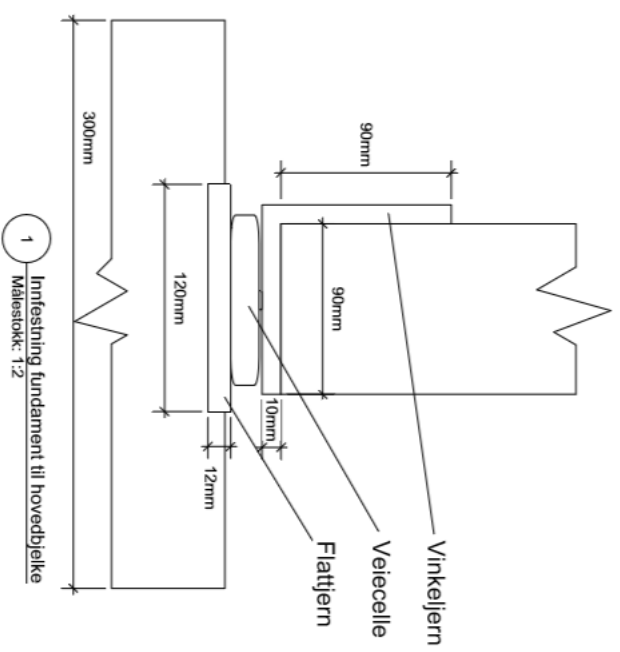 90mm
90mm
10mm
Vinkeljern
Veiecelle
Flattjern
12mm
120mm
300mm
1
Innfestning fundament til hovedbjelke
Målestokk: 1:2